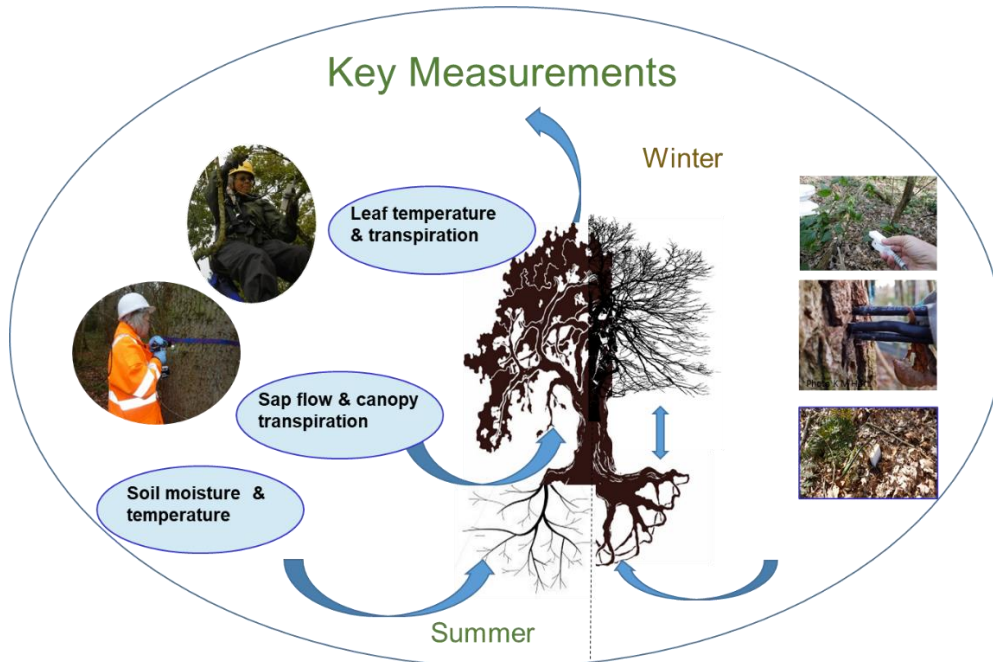 Key Measurements
Winter
Leaf temperature
& transpiration
Sap flow & canopy
transpiration
Soil moisture &
temperature
Summer